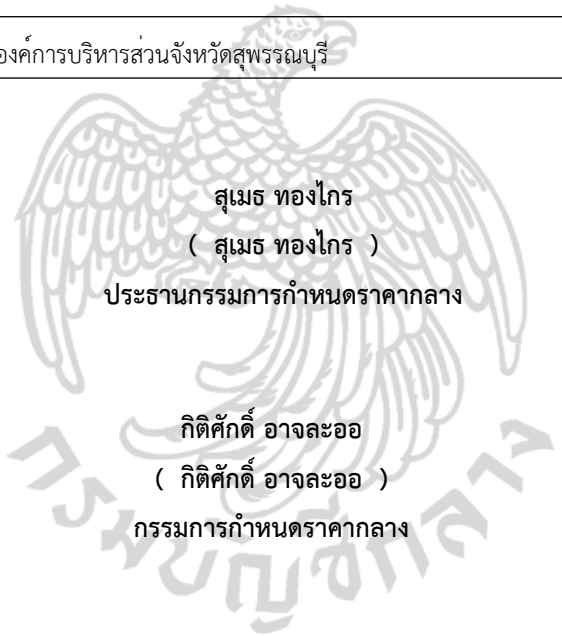 องค์การบริหารส่วนจังหวัดสุพรรณบุรี
สุเมธ ทองไกร
( สุเมธ ทองไกร )
ประธานกรรมการกำหนดราคากลาง
กิติศักดิ์ อาจละออ
( กิติศักดิ์ อาจละออ )
กรรมการกำหนดราคากลาง
กรมบัญชีกลาง